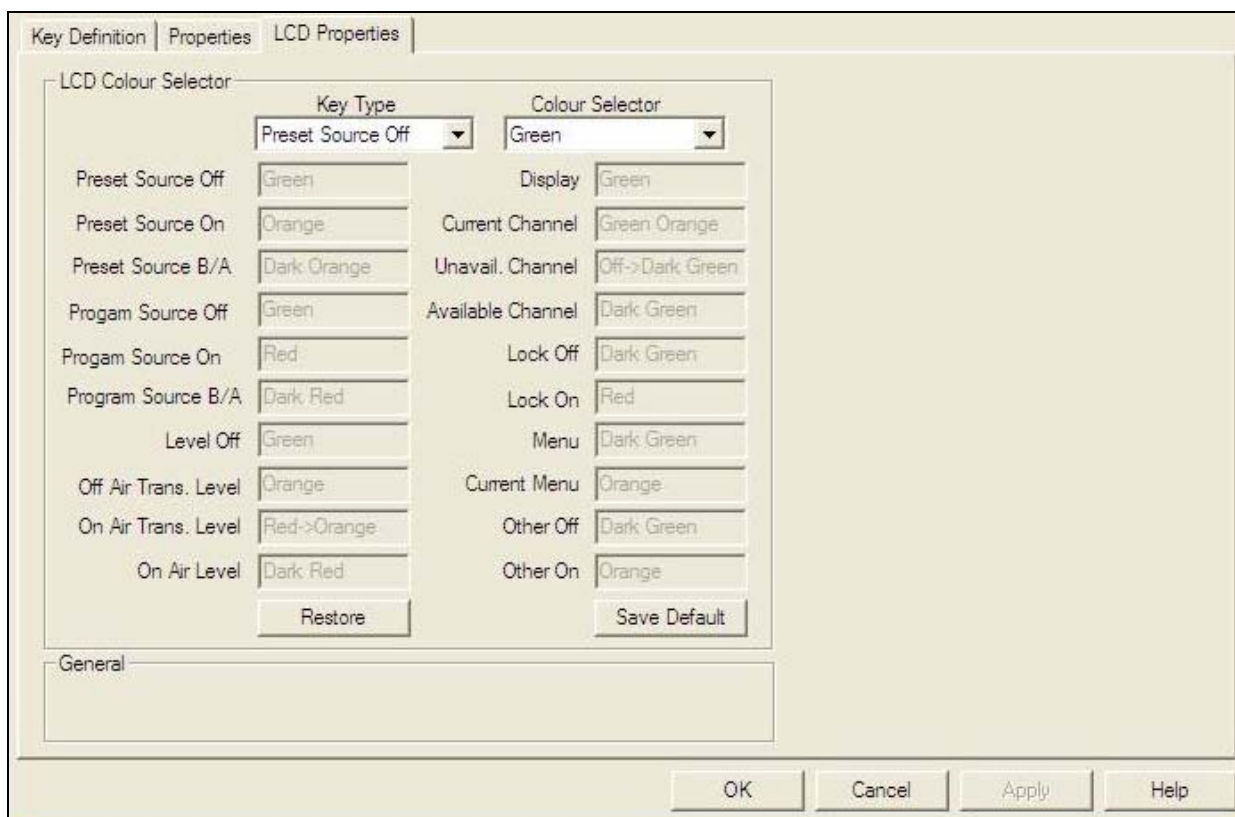 Key Definition Properties LCD Properties
LCD Colour Selector
Key Type Colour Selector
Preset Source Off Green
Preset Source Off Green Display Green
Preset Source On Orange Current Channel Green Orange
Preset Source B/A Dark Orange Unavail. Channel Off->Dark Green
Progam Source Off Green Available Channel Dark Green
Progam Source On Red Lock Off Dark Green
Program Source B/A Dark Red Lock On Red
Level Off Green Menu Dark Green
Off Air Trans. Level Orange Current Menu Orange
On Air Trans. Level Red->Orange Other Off Dark Green
On Air Level Dark Red Other On Orange
Restore Save Default
General
OK Cancel Apply Help